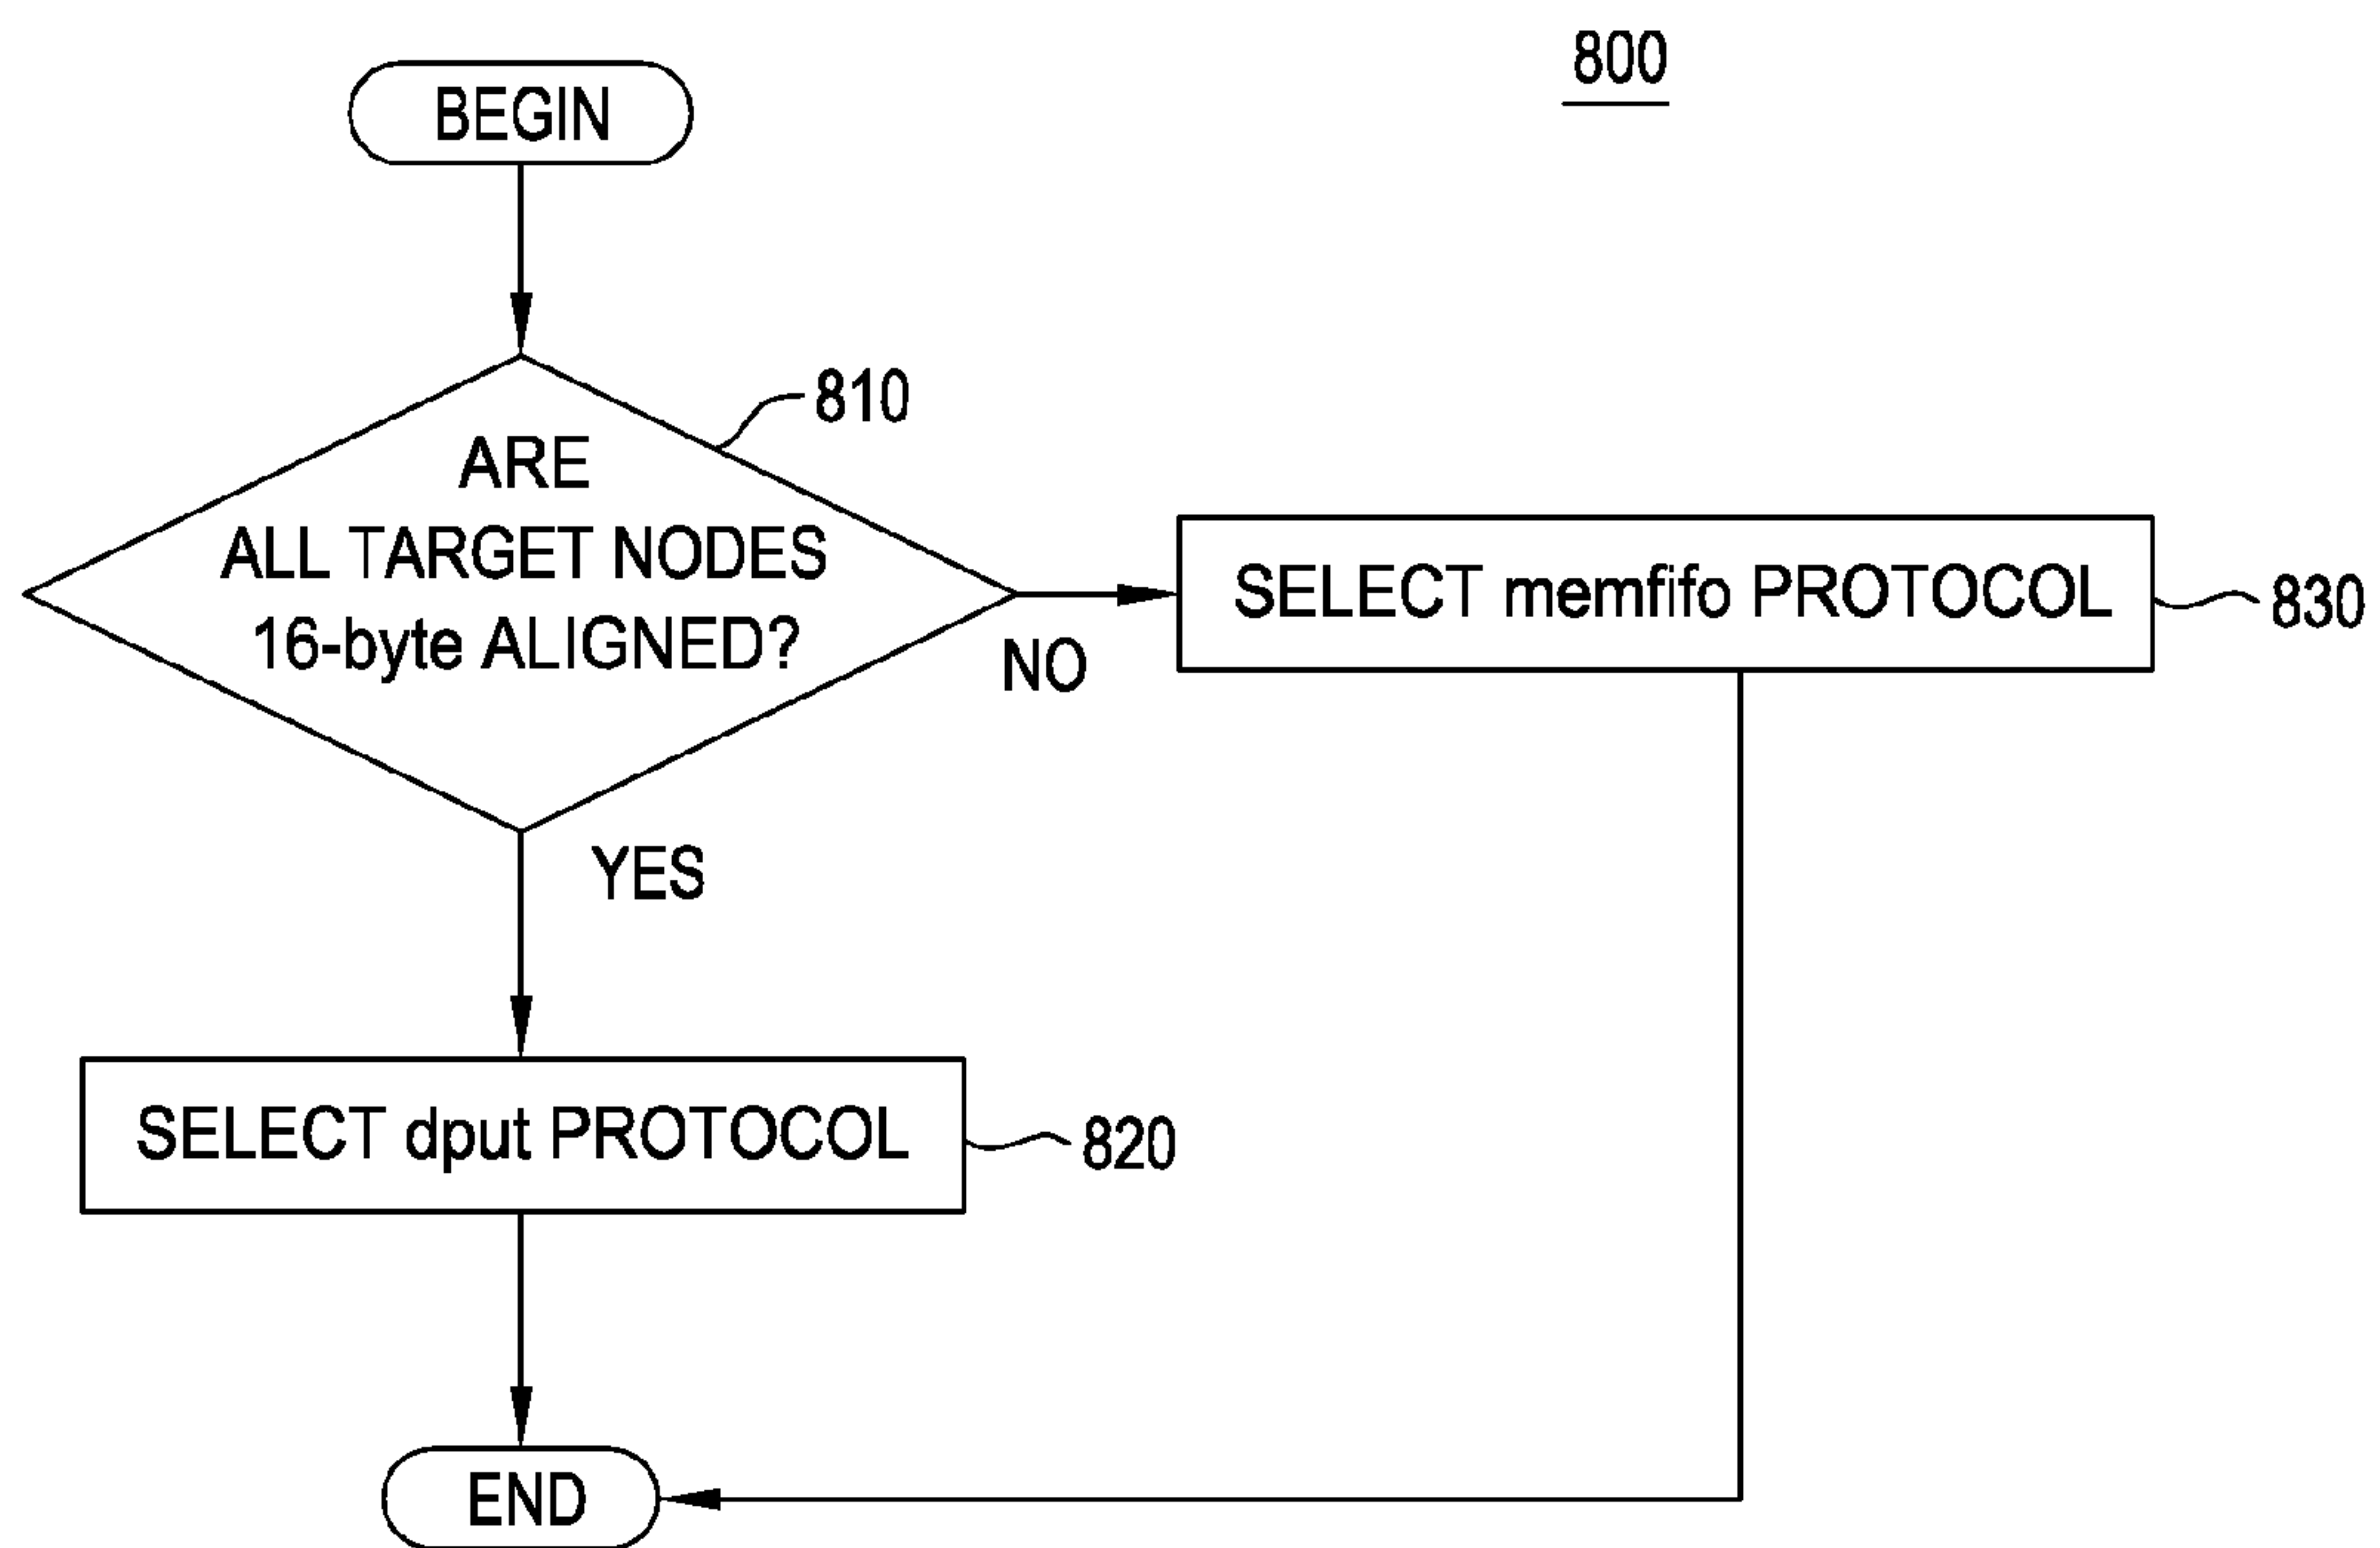 800
BEGIN
810
ARE
ALL TARGET NODES
16-byte ALIGNED?
NO
SELECT memfifo PROTOCOL
830
YES
SELECT dput PROTOCOL
820
END